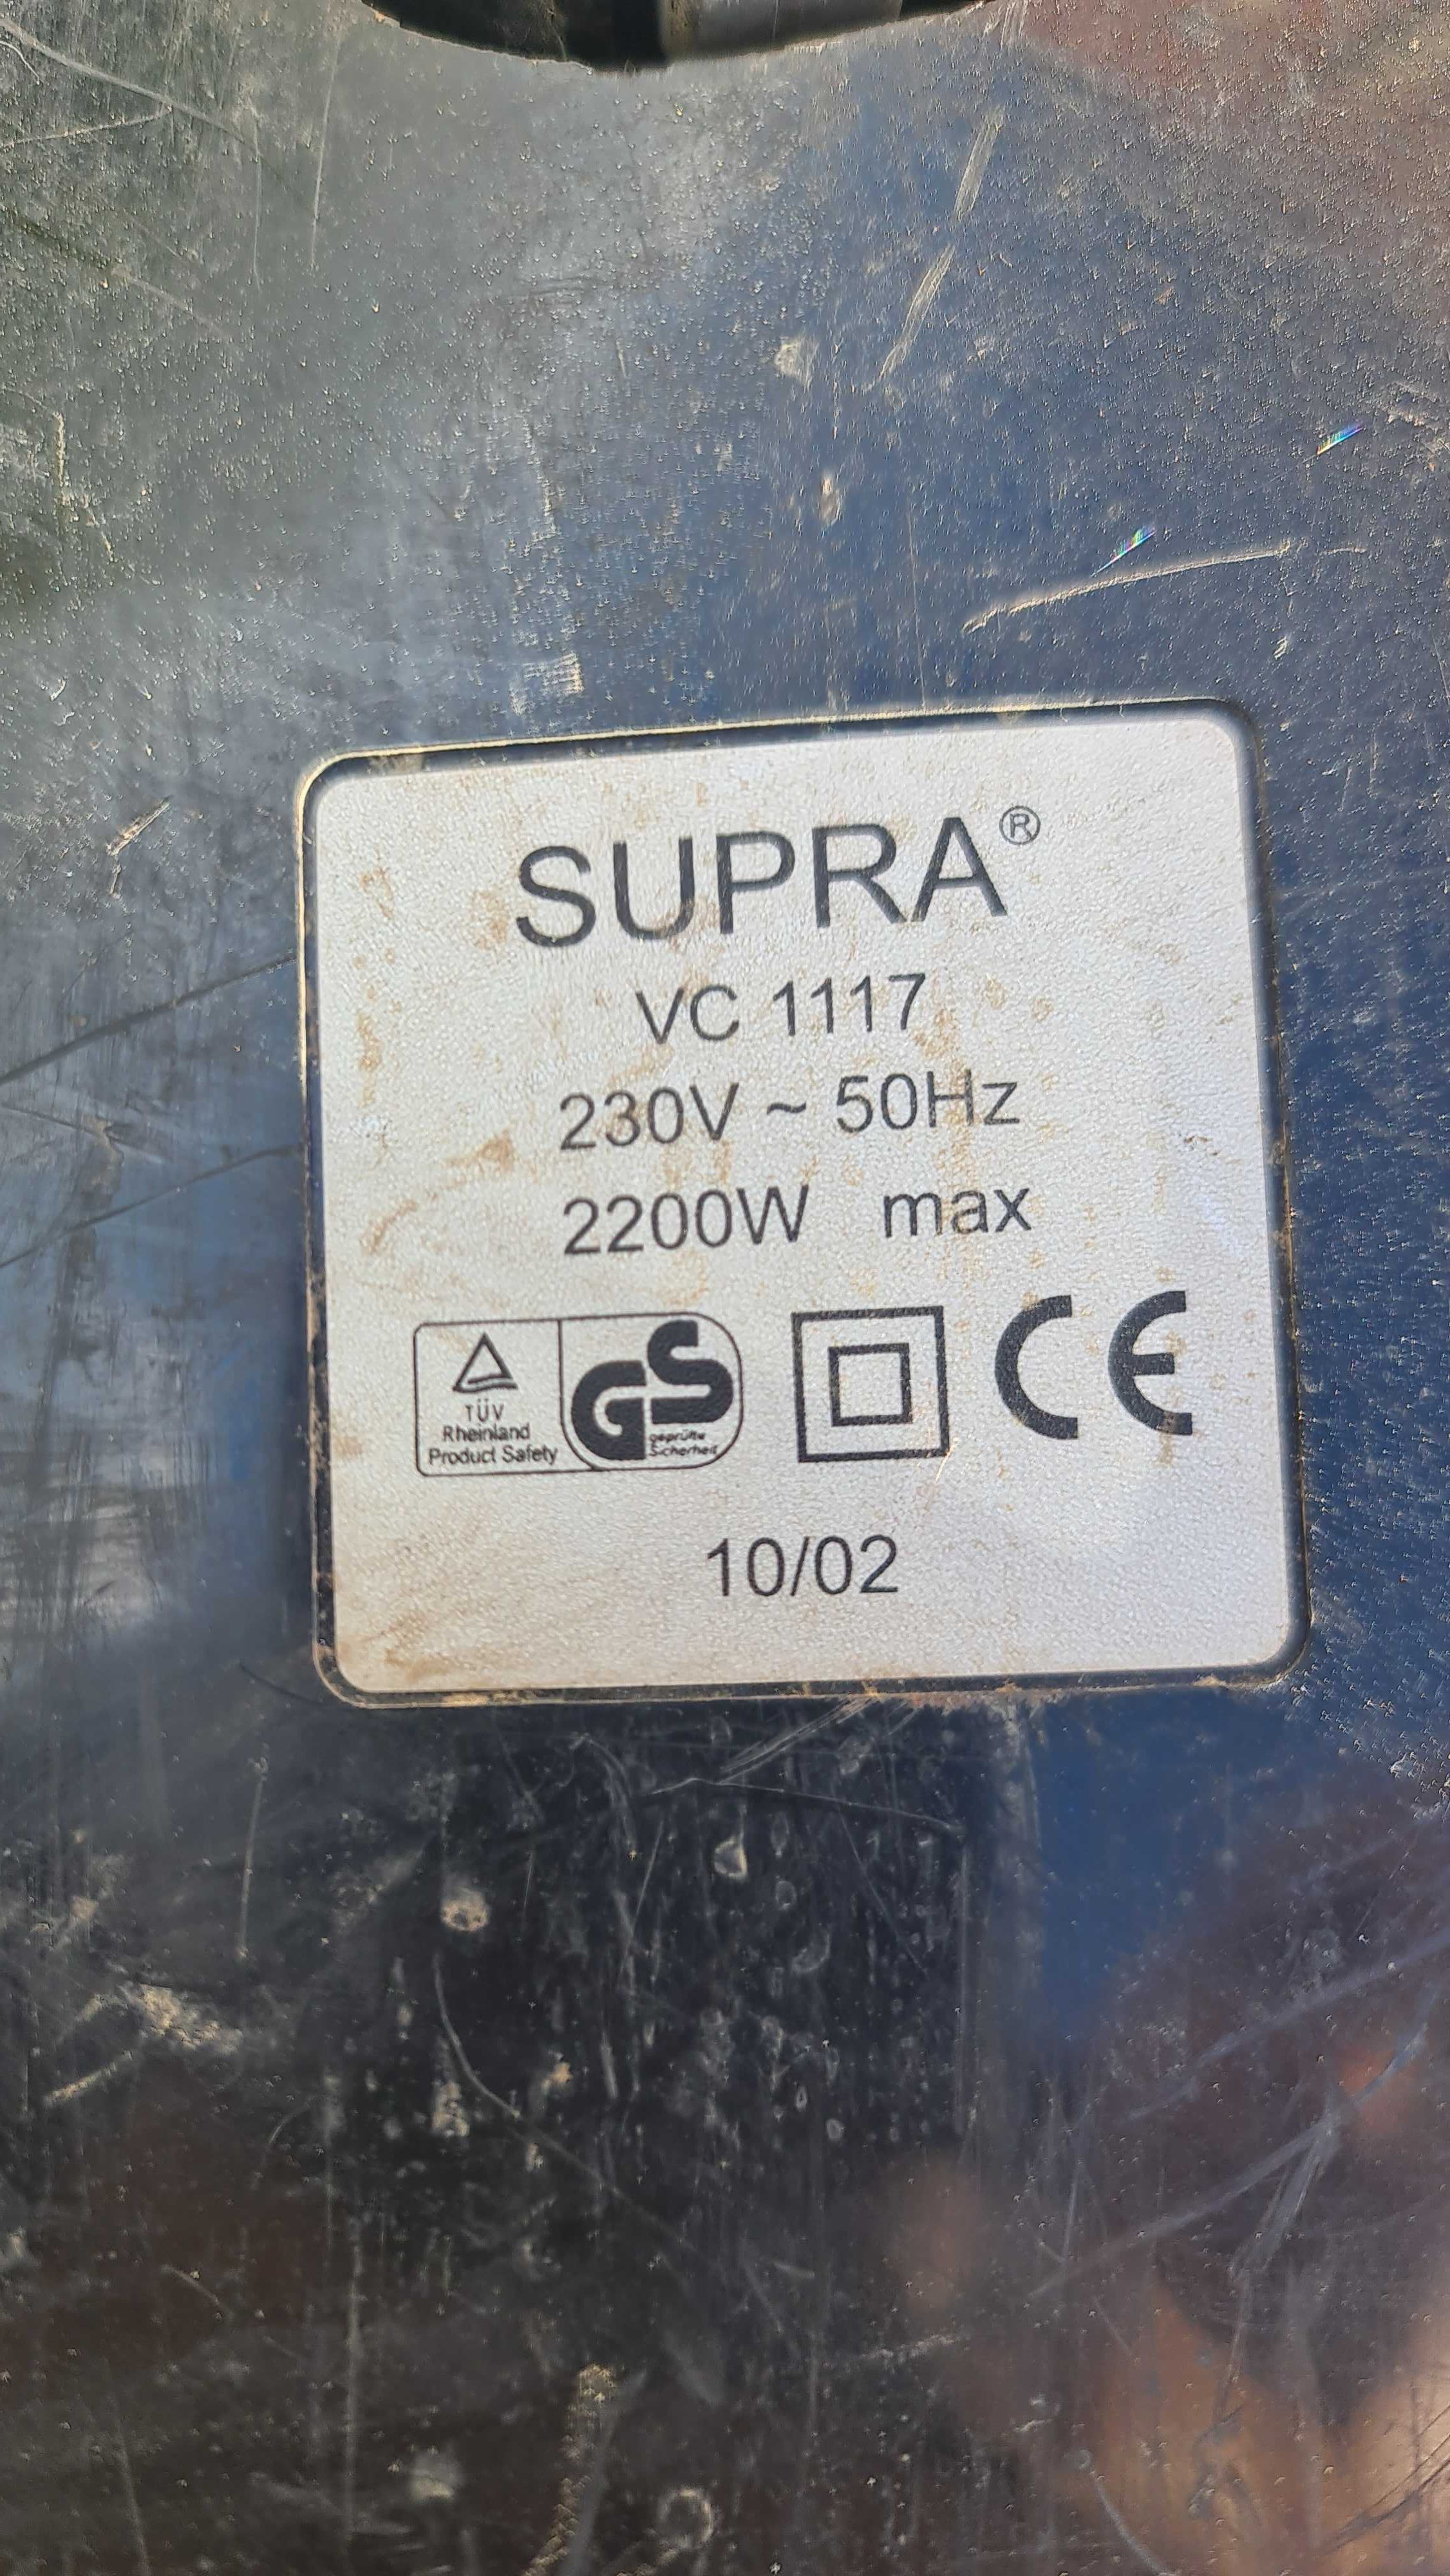 SUPRA®
VC 1117
230V ~ 50Hz
2200W max
TÜV
Rheinland
Product Safety
GS
geprüfte
Sicherheit
CE
10/02